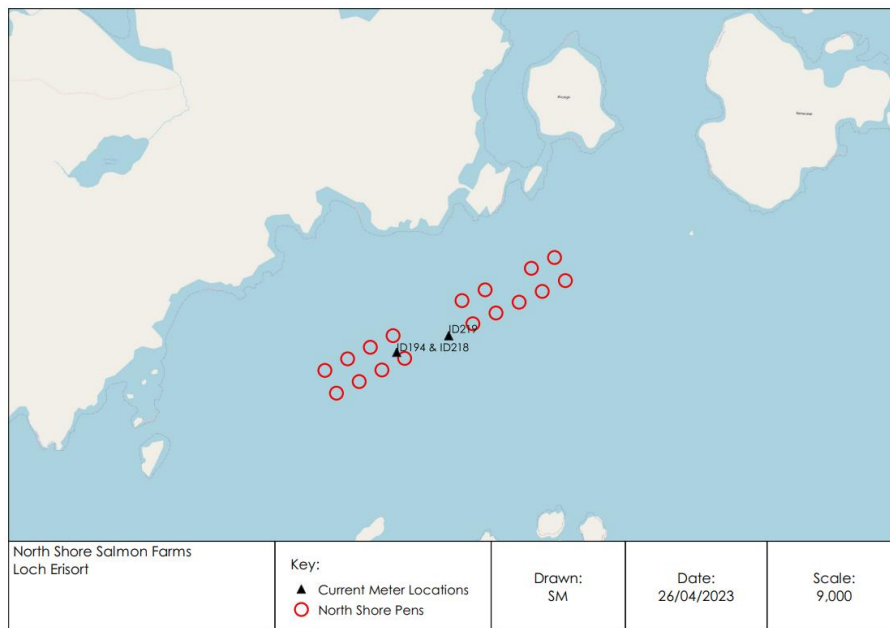 ID219
ID194 & ID218
North Shore Salmon Farms
Loch Erisort
Key:
Current Meter Locations
North Shore Pens
Drawn:
SM
Date:
26/04/2023
Scale:
9,000